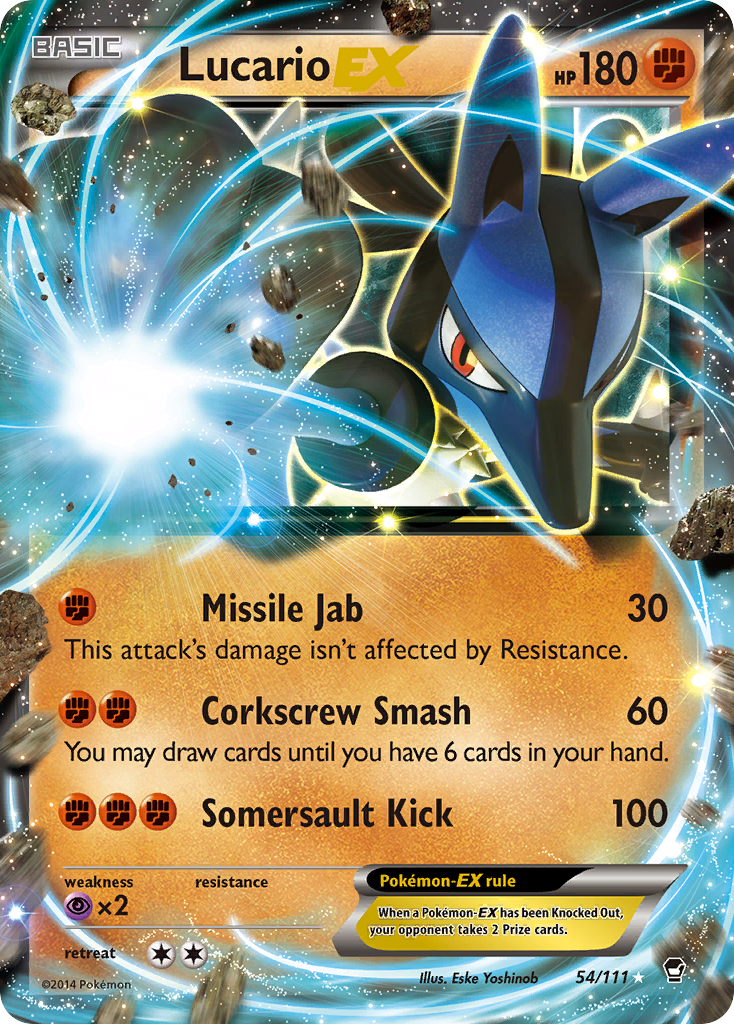 BASIC
Lucario EX HP 180
Missile Jab 30
This attack's damage isn't affected by Resistance.
Corkscrew Smash 60
You may draw cards until you have 6 cards in your hand.
Somersault Kick 100
weakness resistance
×2
Pokémon-EX rule
When a Pokémon-EX has been Knocked Out,
your opponent takes 2 Prize cards.
retreat
Illus. Eske Yoshinob 54/111
©2014 Pokémon